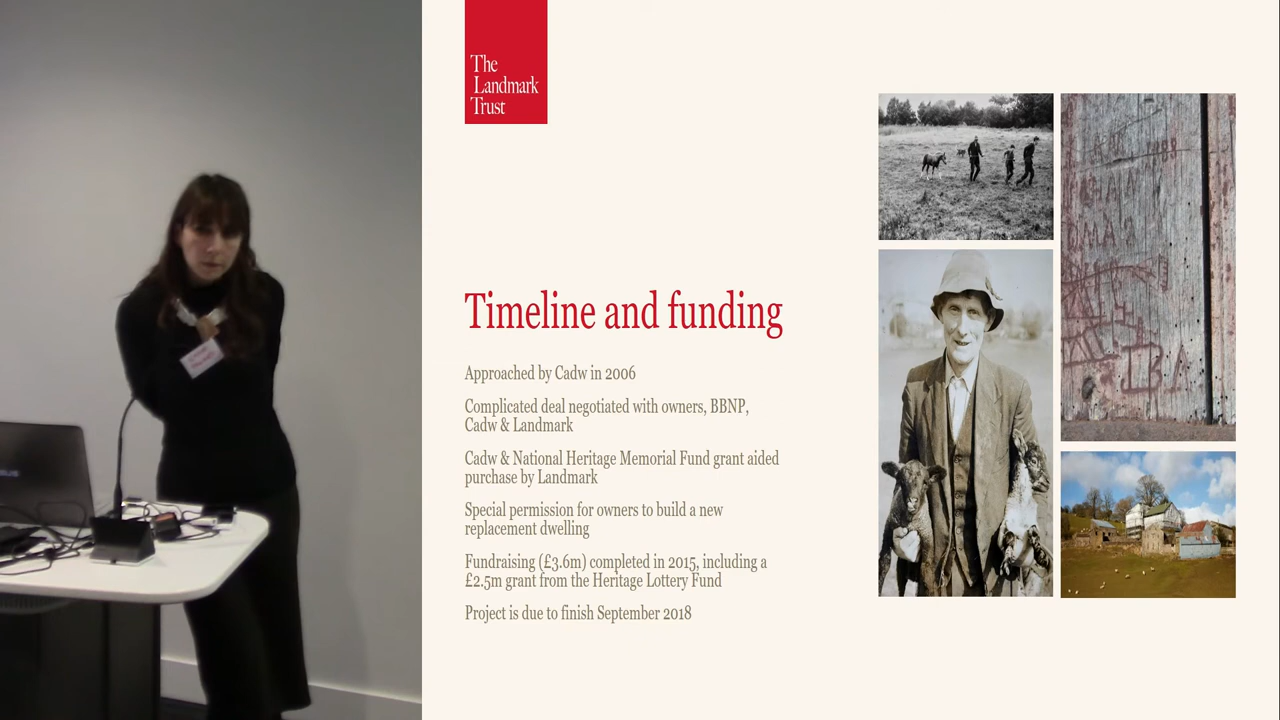 The
Landmark
Trust
Timeline and funding
Approached by Cadw in 2006
Complicated deal negotiated with owners, BBNP,
Cadw & Landmark
Cadw & National Heritage Memorial Fund grant aided
purchase by Landmark
Special permission for owners to build a new
replacement dwelling
Fundraising (£3.6m) completed in 2015, including a
£2.5m grant from the Heritage Lottery Fund
Project is due to finish September 2018